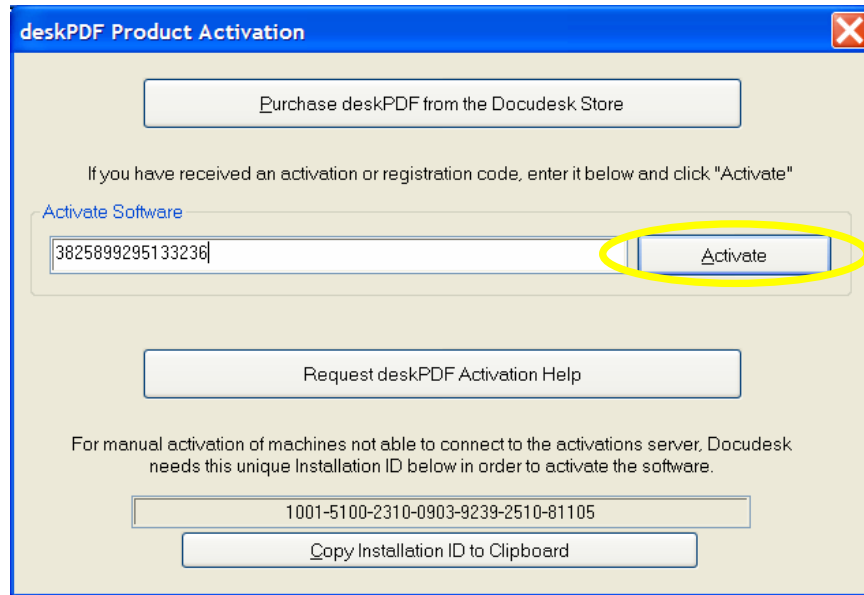 deskPDF Product Activation
Purchase deskPDF from the Docudesk Store
If you have received an activation or registration code, enter it below and click "Activate"
Activate Software
3825899295133236
Activate
Request deskPDF Activation Help
For manual activation of machines not able to connect to the activations server, Docudesk
needs this unique Installation ID below in order to activate the software.
1001-5100-2310-0903-9239-2510-81105
Copy Installation ID to Clipboard